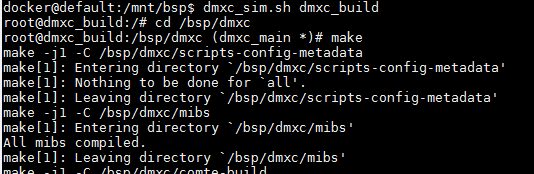 docker@default:/mnt/bsp$ dmxc_sim.sh dmxc_build
root@dmxc_build:/# cd /bsp/dmxc
root@dmxc_build:/bsp/dmxc (dmxc_main *)# make
make -j1 -C /bsp/dmxc/scripts-config-metadata
make[1]: Entering directory `/bsp/dmxc/scripts-config-metadata'
make[1]: Nothing to be done for `all'.
make[1]: Leaving directory `/bsp/dmxc/scripts-config-metadata'
make -j1 -C /bsp/dmxc/mibs
make[1]: Entering directory `/bsp/dmxc/mibs'
All mibs compiled.
make[1]: Leaving directory `/bsp/dmxc/mibs'
make -j1 -C /bsp/dmxc/comte-build